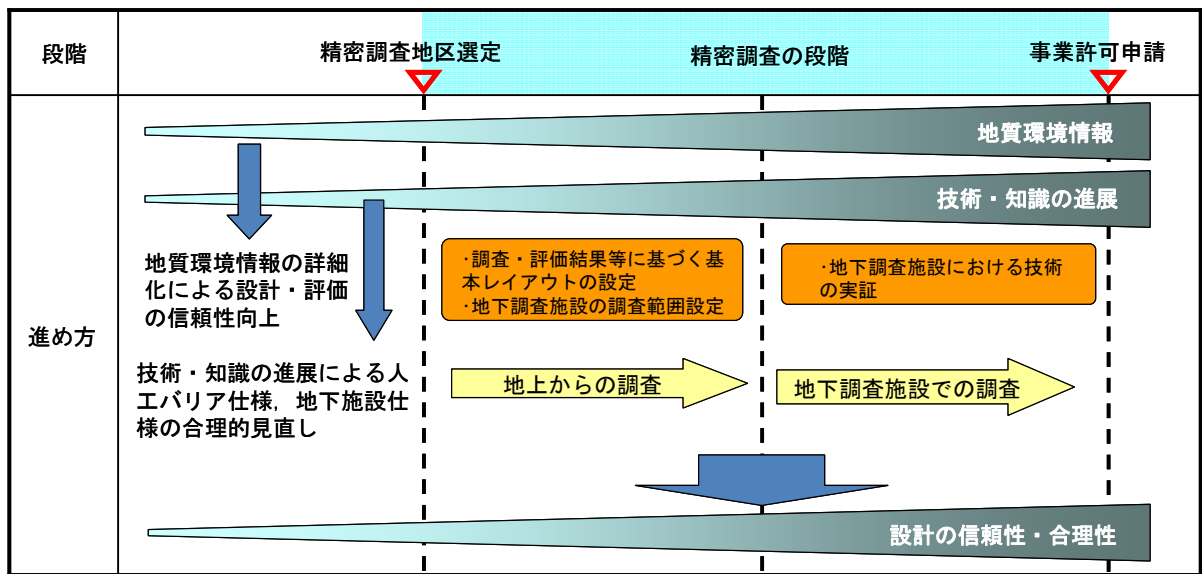 段階
精密調査地区選定
精密調査の段階
事業許可申請
進め方
地質環境情報
技術・知識の進展
地質環境情報の詳細
化による設計・評価
の信頼性向上
技術・知識の進展による人
工バリア仕様，地下施設仕
様の合理的見直し
・調査・評価結果等に基づく基
本レイアウトの設定
・地下調査施設の調査範囲設定
・地下調査施設における技術
の実証
地上からの調査
地下調査施設での調査
設計の信頼性・合理性